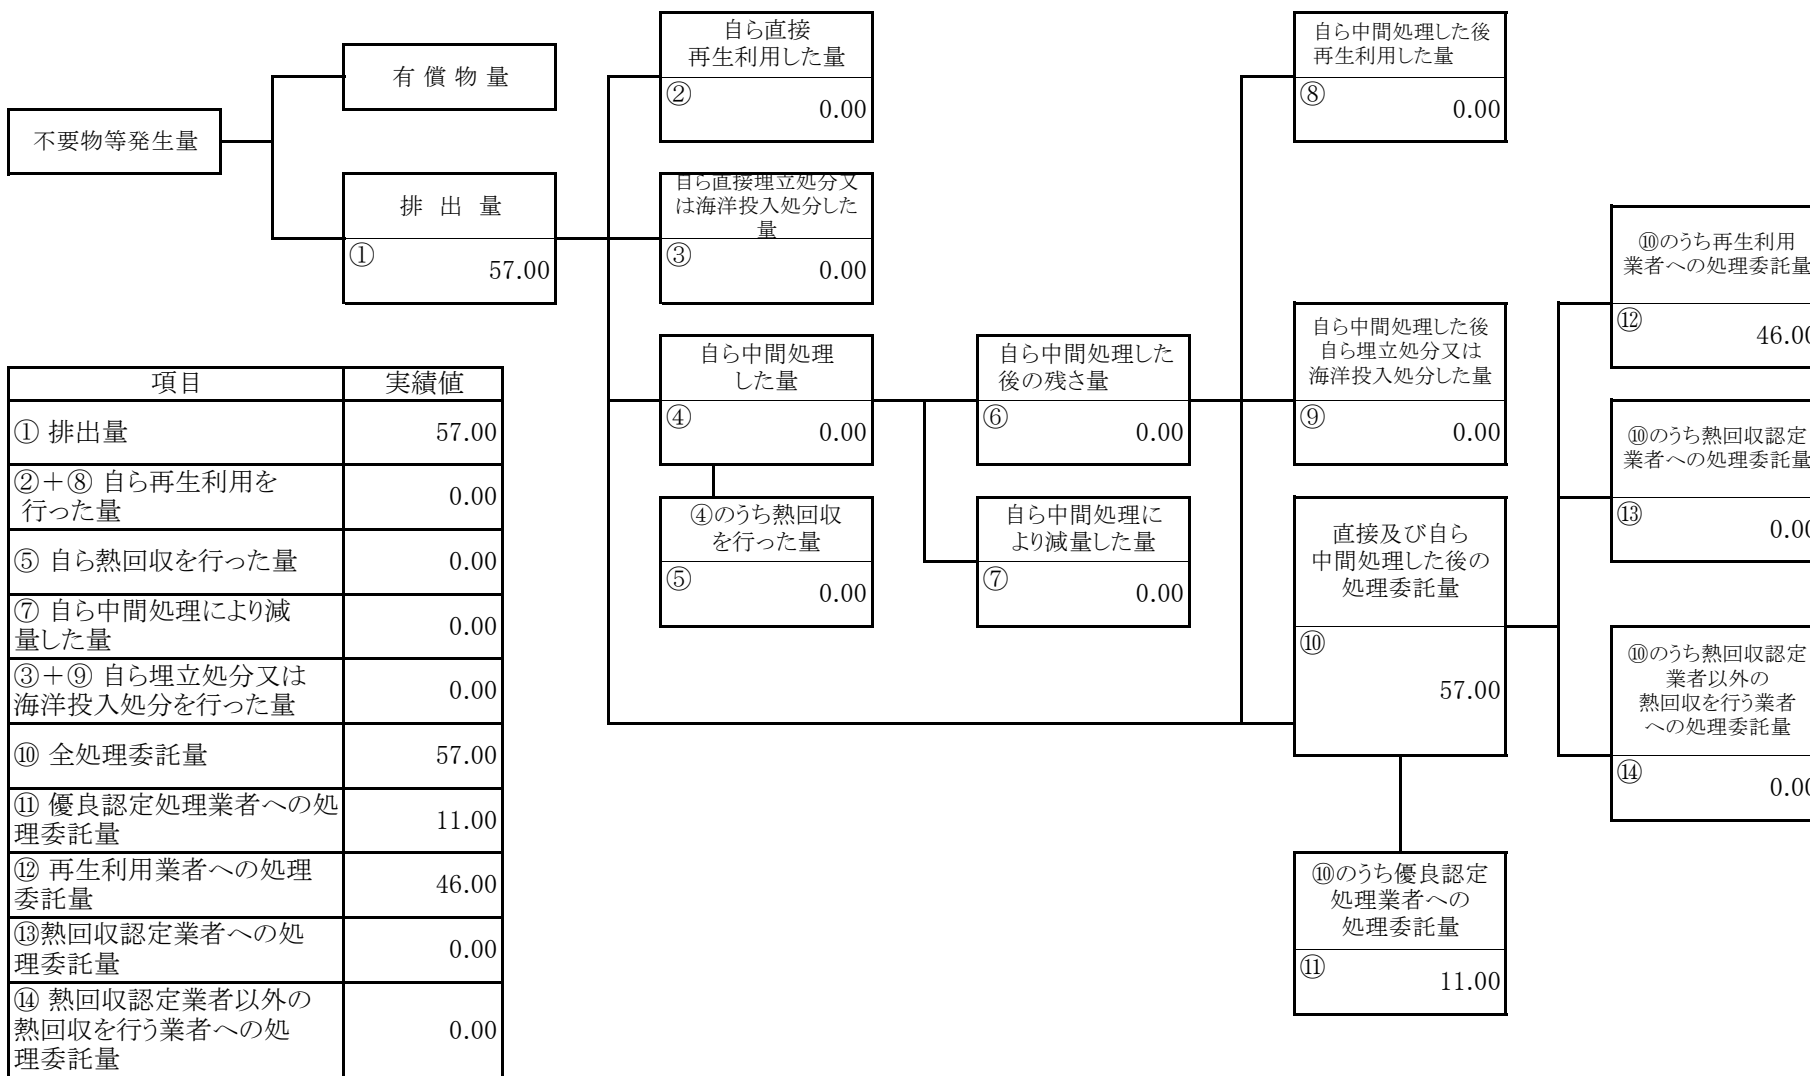 不要物等発生量
有 償 物 量
排 出 量
①
57.00
自ら直接
再生利用した量
②
0.00
自ら直接埋立処分又
は海洋投入処分した
量
③
0.00
自ら中間処理
した量
④
0.00
④のうち熱回収
を行った量
⑤
0.00
自ら中間処理した
後の残さ量
⑥
0.00
自ら中間処理に
より減量した量
⑦
0.00
自ら中間処理した後
再生利用した量
⑧
0.00
自ら中間処理した後
自ら埋立処分又は
海洋投入処分した量
⑨
0.00
直接及び自ら
中間処理した後の
処理委託量
⑩
57.00
⑩のうち優良認定
処理業者への
処理委託量
⑪
11.00
⑩のうち再生利用
業者への処理委託量
⑫
46.00
⑩のうち熱回収認定
業者への処理委託量
⑬
0.00
⑩のうち熱回収認定
業者以外の
熱回収を行う業者
への処理委託量
⑭
0.00
項目 実績値
① 排出量 57.00
②+⑧ 自ら再生利用を
行った量 0.00
⑤ 自ら熱回収を行った量 0.00
⑦ 自ら中間処理により減
量した量 0.00
③+⑨ 自ら埋立処分又は
海洋投入処分を行った量 0.00
⑩ 全処理委託量 57.00
⑪ 優良認定処理業者への処
理委託量 11.00
⑫ 再生利用業者への処理
委託量 46.00
⑬熱回収認定業者への処
理委託量 0.00
⑭ 熱回収認定業者以外の
熱回収を行う業者への処
理委託量 0.00